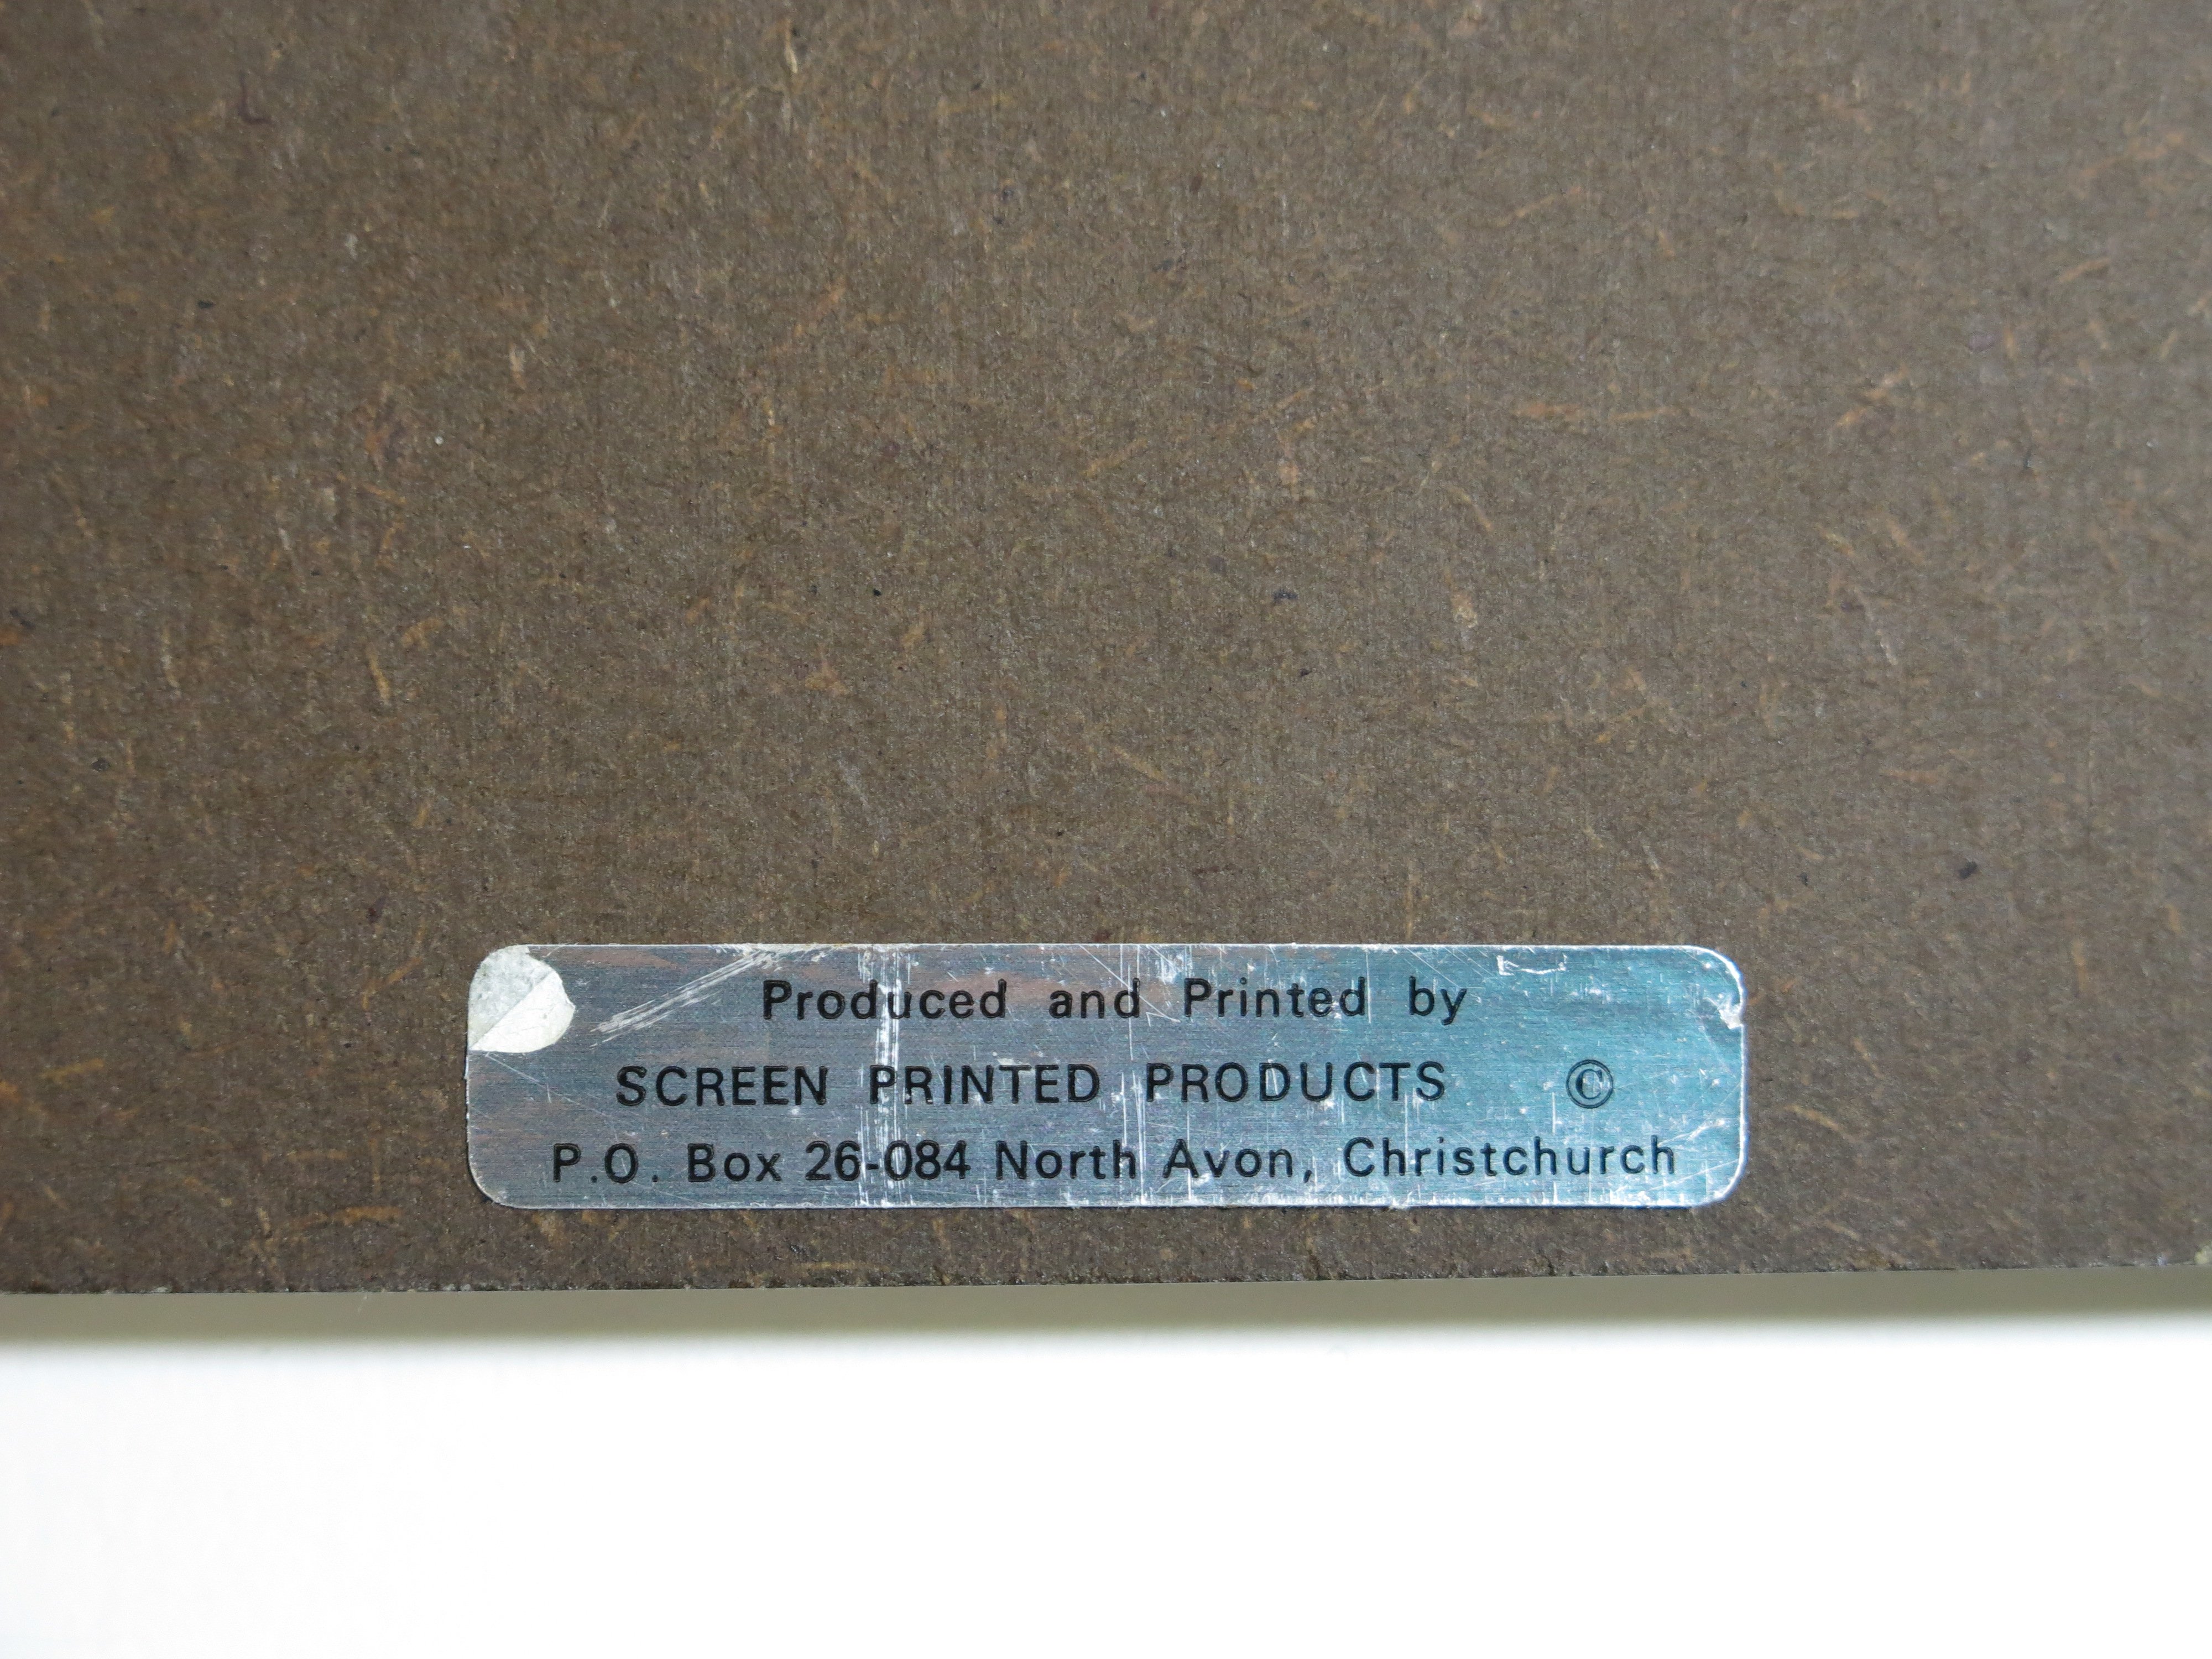 Produced and Printed by
SCREEN PRINTED PRODUCTS ©
P.O. Box 26-084 North Avon, Christchurch